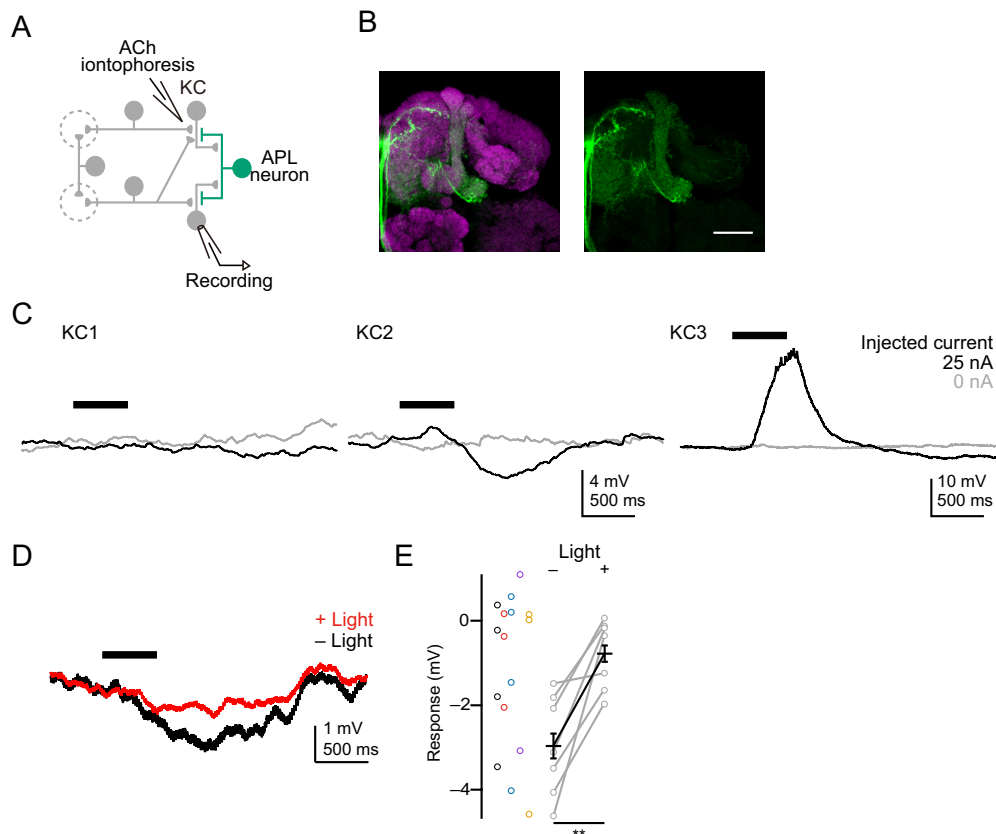 A
ACh
iontophoresis
KC
APL
neuron
Recording
B
C
KC1
KC2
KC3
Injected current
25 nA
0 nA
4 mV
500 ms
10 mV
500 ms
D
+ Light
– Light
1 mV
500 ms
E
Light
– +
Response (mV)
0
–2
–4
**